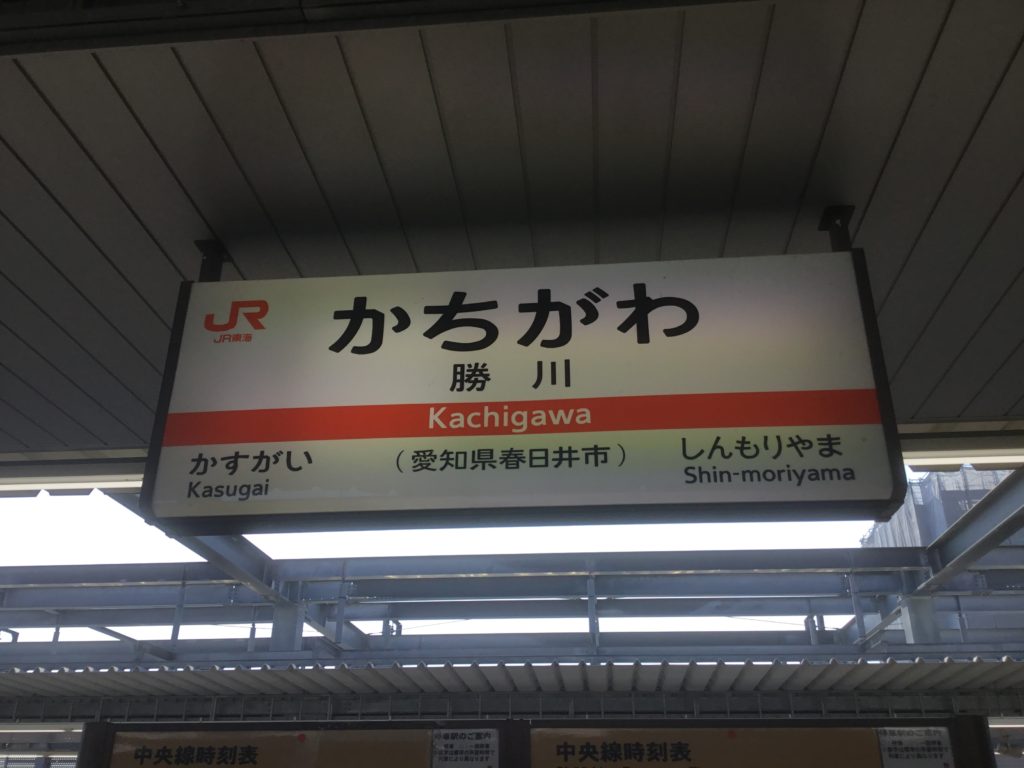 JR
JR東海
かちがわ
勝川
Kachigawa
かすがい
Kasugai
（愛知県春日井市）
しんもりやま
Shin-moriyama
中央線時刻表
中央線時刻表